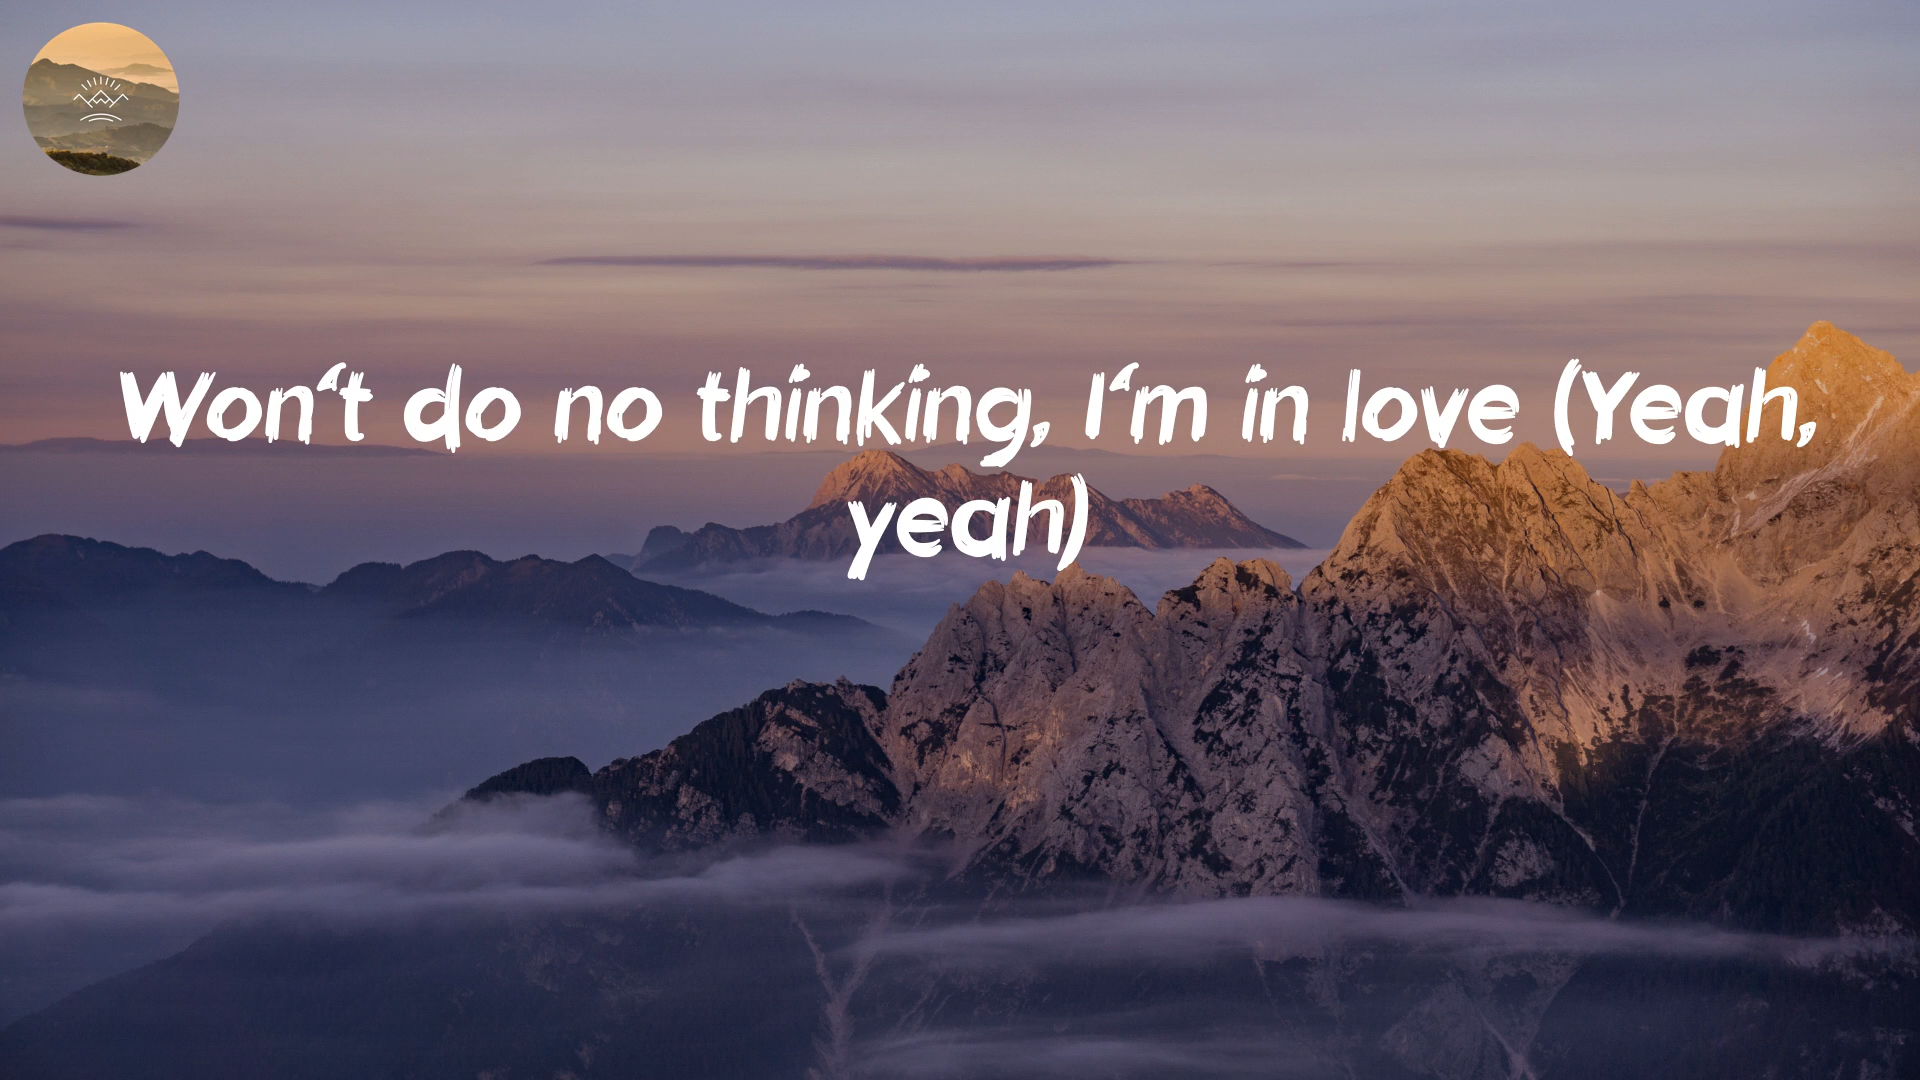 Won‘t do no thinking, I‘m in love (Yeah,
yeah)